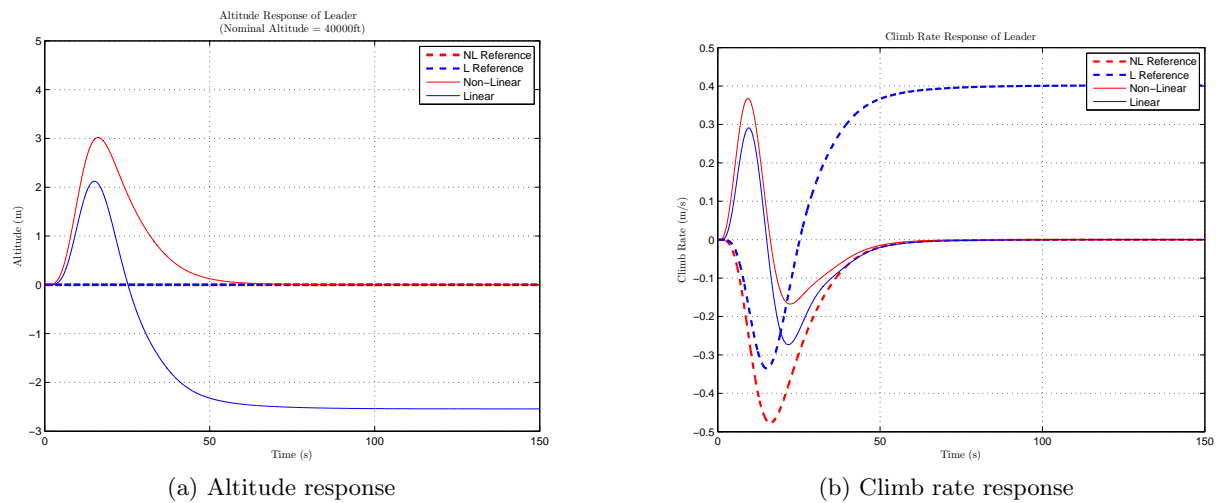 Altitude Response of Leader
(Nominal Altitude = 40000ft)
5
4
3
2
1
0
−1
−2
−3
Altitude (m)
NL Reference
L Reference
Non−Linear
Linear
0
50
100
150
Time (s)
(a) Altitude response
Climb Rate Response of Leader
0.5
0.4
0.3
0.2
0.1
0
−0.1
−0.2
−0.3
−0.4
−0.5
Climb Rate (m/s)
NL Reference
L Reference
Non−Linear
Linear
0
50
100
150
Time (s)
(b) Climb rate response